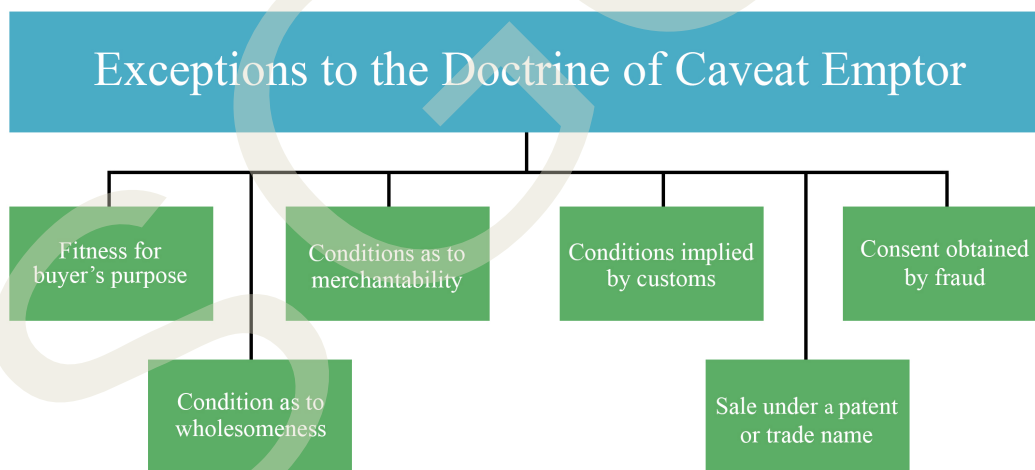 Exceptions to the Doctrine of Caveat Emptor
Fitness for
buyer’s purpose
Conditions as to
merchantability
Conditions implied
by customs
Consent obtained
by fraud
Condition as to
wholesomeness
Sale under a patent
or trade name